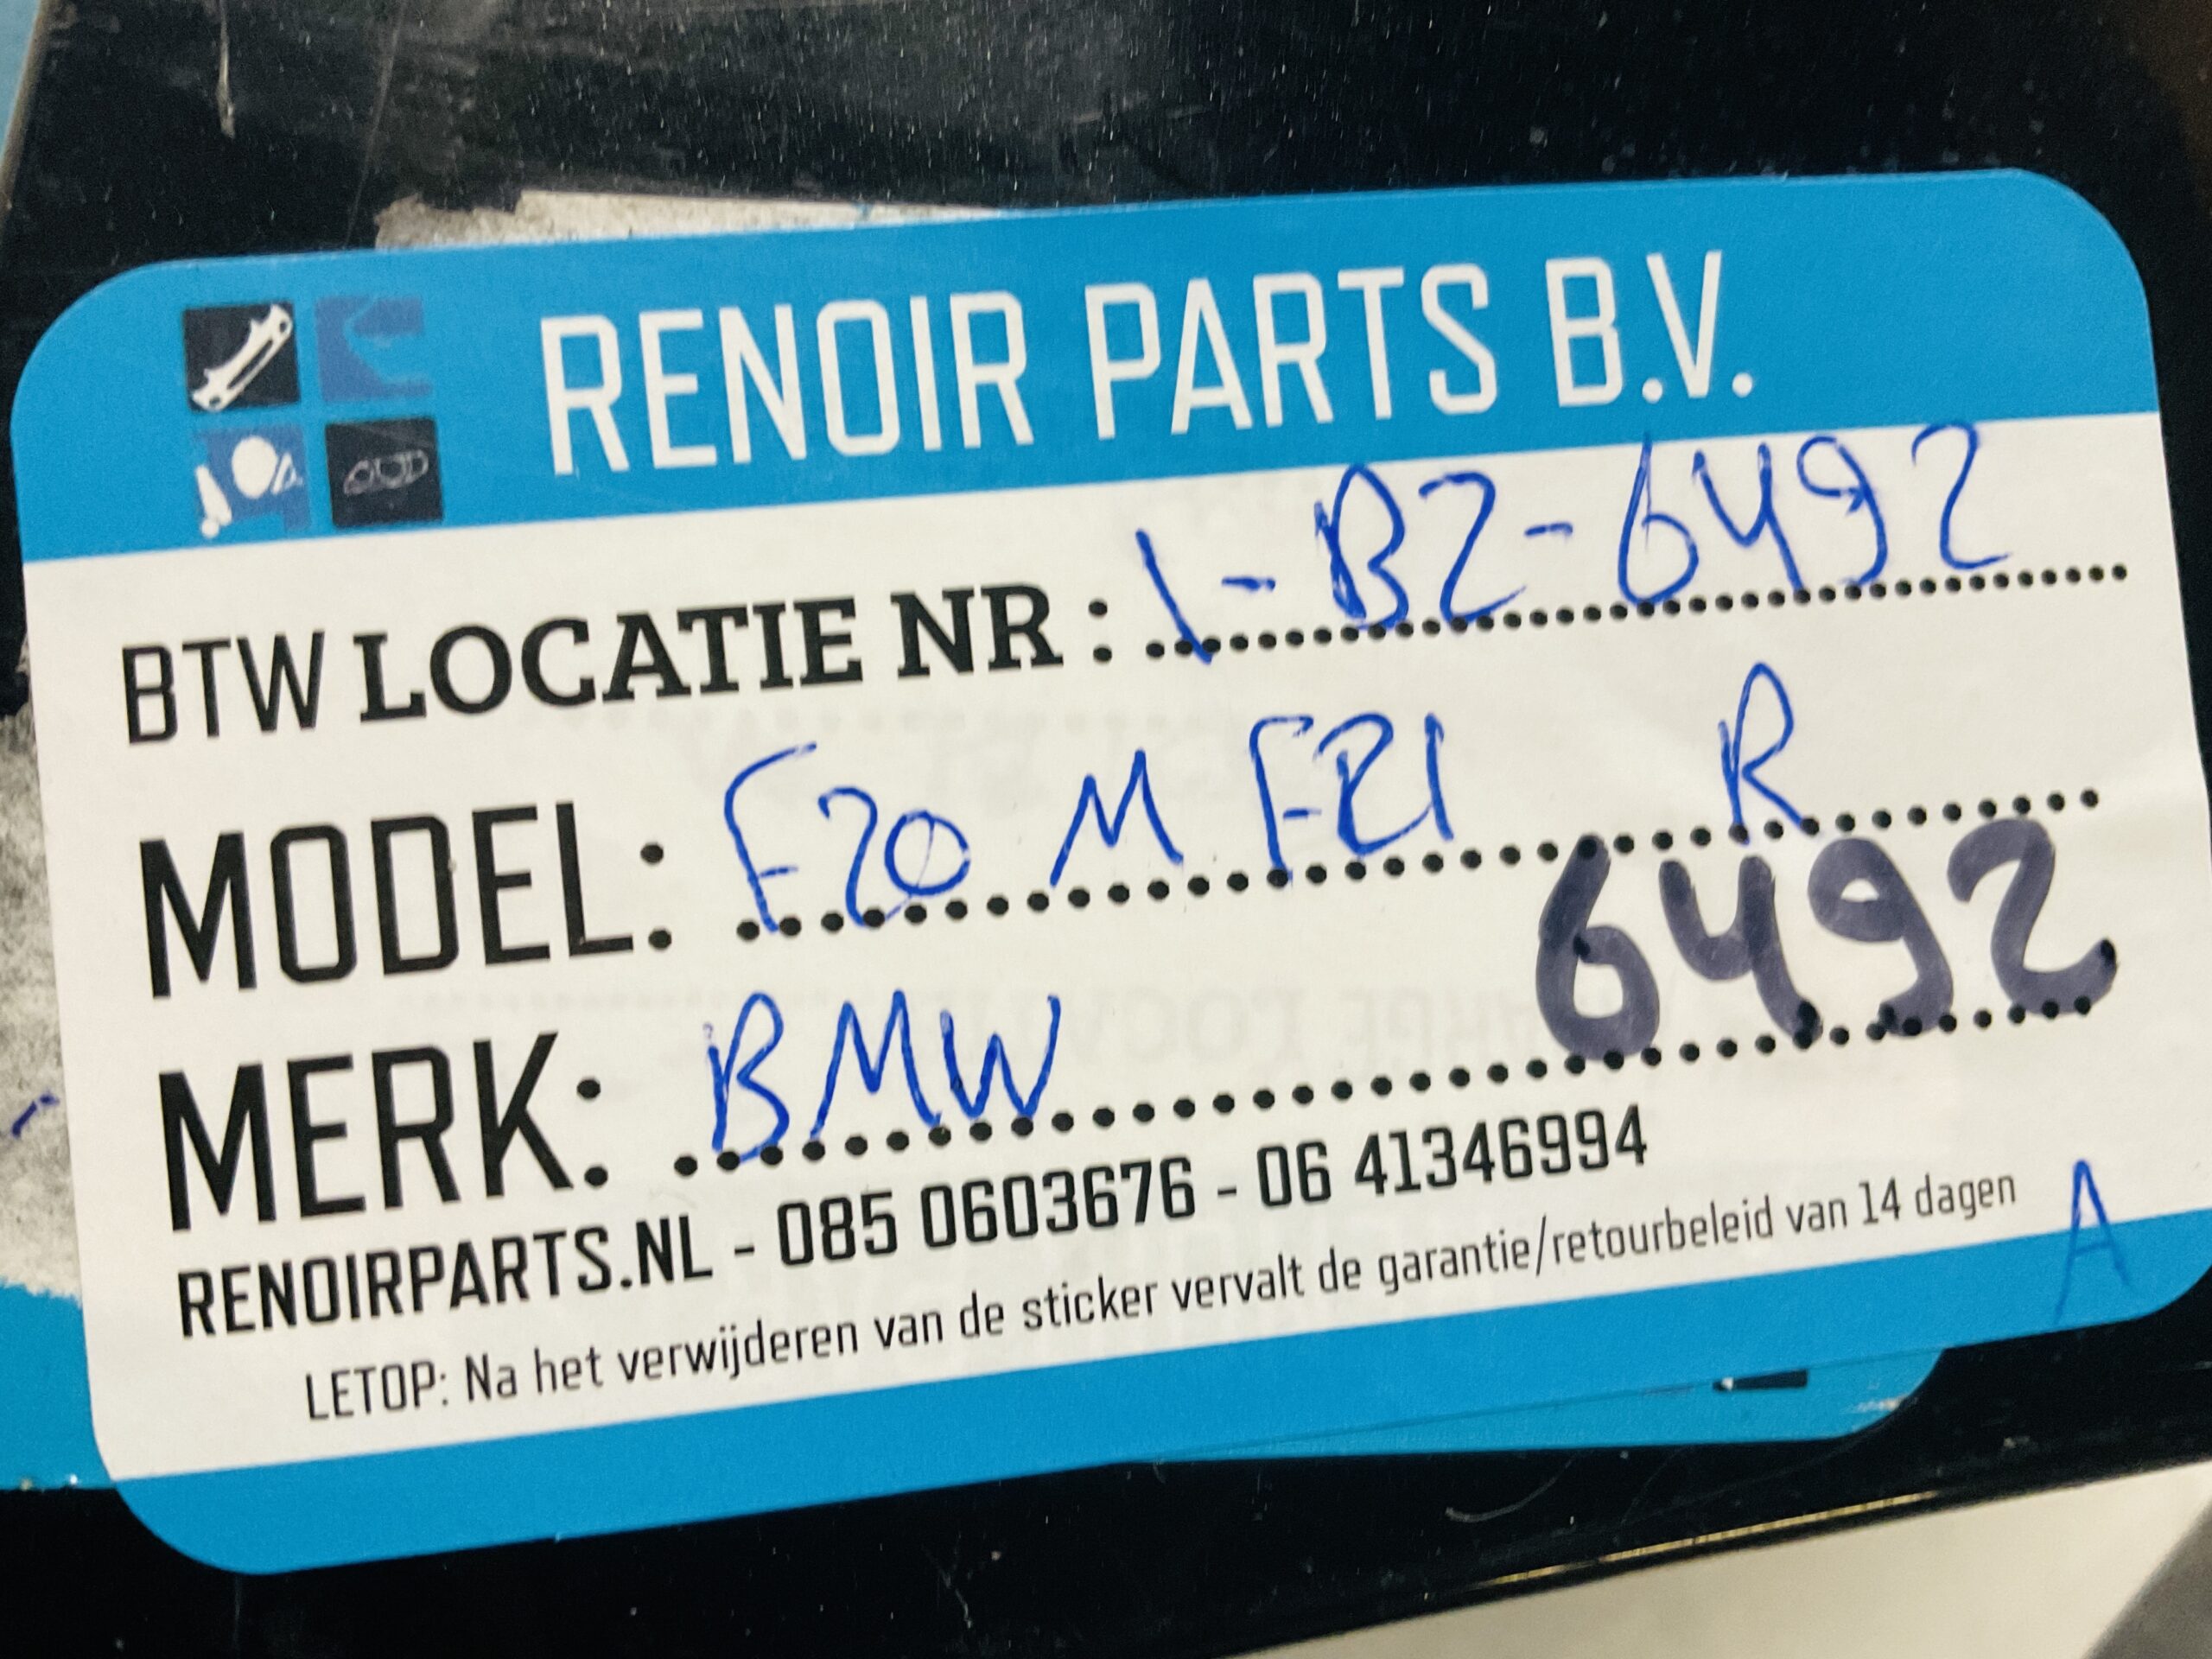 RENOIR PARTS B.V.
BTW LOCATIE NR : 1-B2-6492
MODEL: F20 M F21 R
6492
MERK: BMW
RENOIRPARTS.NL - 085 0603676 - 06 41346994
LETOP: Na het verwijderen van de sticker vervalt de garantie/retourbeleid van 14 dagen
A